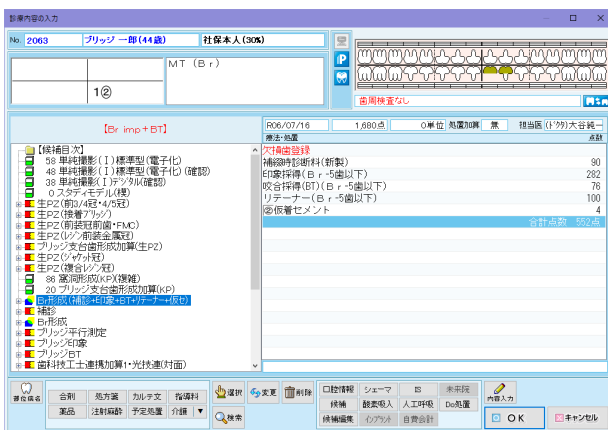 診療内容の入力
No. 2063 ブリッジ 一郎(44歳) 社保本人(30%)
MT (Br)
1②
歯周検査なし
[Br imp+BT]
R06/07/16 1,680点 0単位 処置加算 無 担当医(ドクタ)大谷純一
療法・処置 点数
【候補目次】
58 単純撮影(Ⅰ)標準型(電子化)
48 単純撮影(Ⅰ)標準型(電子化)(確認)
38 単純撮影(Ⅰ)デジタル(確認)
0 スタディモデル(模)
生PZ(前3/4冠・4/5冠)
生PZ(接着ブリッジ)
生PZ(前装冠前歯・FMC)
生PZ(レジン前装金属冠)
ブリッジ支台歯形成加算(生PZ)
生PZ(ジャケット冠)
生PZ(複合レジン冠)
86 窩洞形成(KP)(複雑)
20 ブリッジ支台歯形成加算(KP)
Br形成(補診+印象+BT+リテーナー+仮セ)
補診
Br形成
ブリッジ平行測定
ブリッジ印象
ブリッジBT
歯科技工士連携加算1・光技連(対面)
欠損歯登録
補綴時診断料(新製) 90
印象採得(Br-5歯以下) 282
咬合採得(BT)(Br-5歯以下) 76
リテーナー(Br-5歯以下) 100
②仮着セメント 4
合計点数 552点
部位病名
合剤 処方箋 カルテ文 指導料
薬品 注射麻酔 予定処置 介護 ▼
選択 変更 削除
検索
口腔情報 シェーマ IS 未来院
候補 酸素吸入 人工呼吸 Do処置
候補編集 インプラント 自費会計
内容入力
OK キャンセル